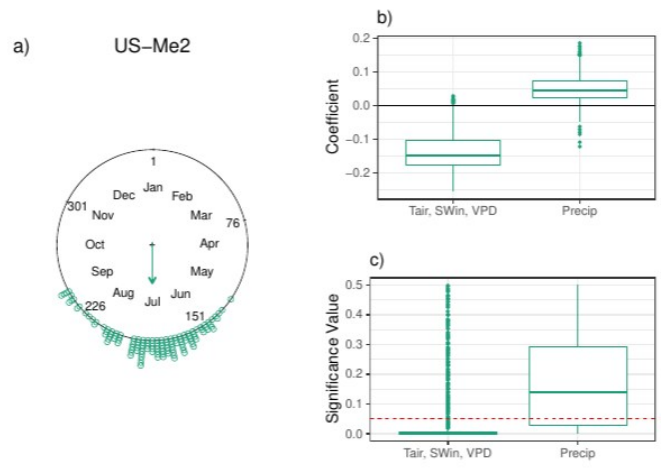 a)
US−Me2
1
Jan
Feb
Mar
76
Apr
May
Jun
151
Jul
Aug
226
Sep
Oct
Nov
301
Dec
b)
Coefficient
0.2
0.1
0.0
−0.1
−0.2
Tair, SWin, VPD
Precip
c)
Significance Value
0.5
0.4
0.3
0.2
0.1
0.0
Tair, SWin, VPD
Precip